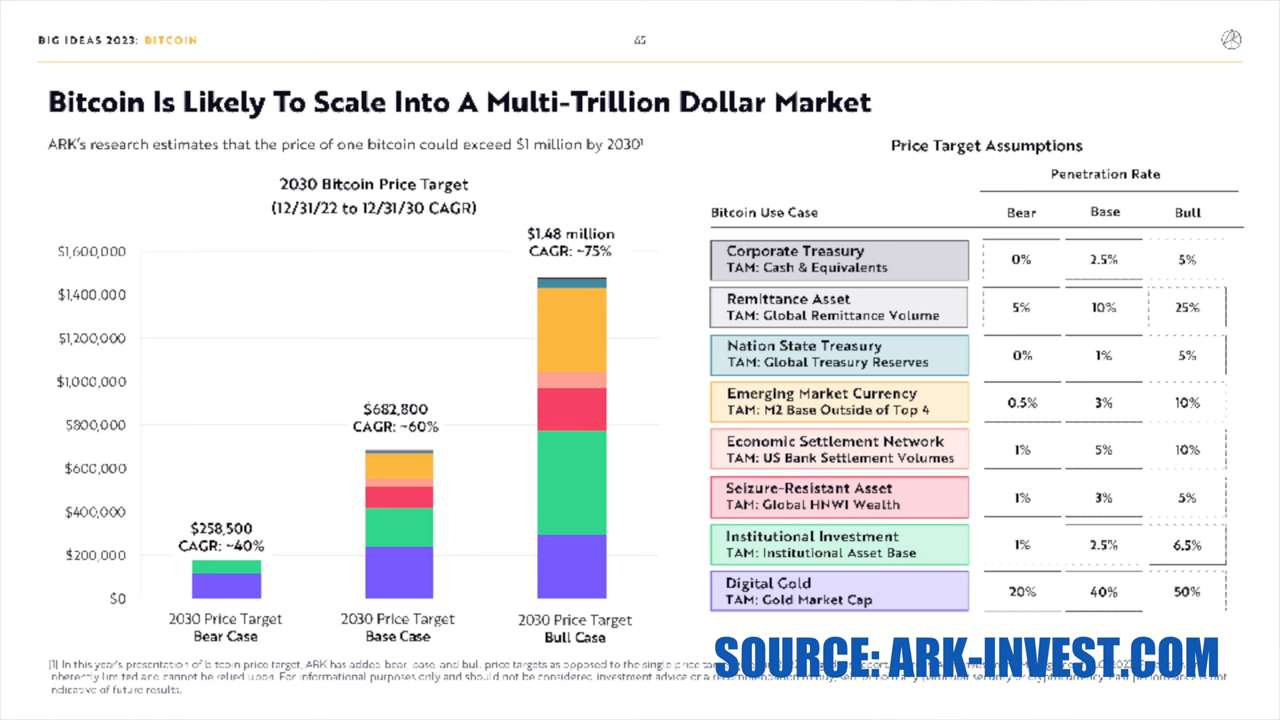 BIG IDEAS 2023: BITCOIN
65
Bitcoin Is Likely To Scale Into A Multi-Trillion Dollar Market
ARK's research estimates that the price of one bitcoin could exceed $1 million by 2030¹
2030 Bitcoin Price Target
(12/31/22 to 12/31/30 CAGR)
$1,600,000
$1,400,000
$1,200,000
$1,000,000
$800,000
$600,000
$400,000
$200,000
$0
$258,500
CAGR: ~40%
$682,800
CAGR: ~60%
$1.48 million
CAGR: ~75%
2030 Price Target
Bear Case
2030 Price Target
Base Case
2030 Price Target
Bull Case
Price Target Assumptions
Penetration Rate
Bitcoin Use Case Bear Base Bull
Corporate Treasury
TAM: Cash & Equivalents
0% 2.5% 5%
Remittance Asset
TAM: Global Remittance Volume
5% 10% 25%
Nation State Treasury
TAM: Global Treasury Reserves
0% 1% 5%
Emerging Market Currency
TAM: M2 Base Outside of Top 4
0.5% 3% 10%
Economic Settlement Network
TAM: US Bank Settlement Volumes
1% 5% 10%
Seizure-Resistant Asset
TAM: Global HNWI Wealth
1% 3% 5%
Institutional Investment
TAM: Institutional Asset Base
1% 2.5% 6.5%
Digital Gold
TAM: Gold Market Cap
20% 40% 50%
SOURCE: ARK-INVEST.COM
[1] In this year's presentation of bitcoin price target, ARK has added bear, base, and bull price targets as opposed to the single price
inherently limited and cannot be relied upon. For informational purposes only and should not be considered investment advice or a
indicative of future results.